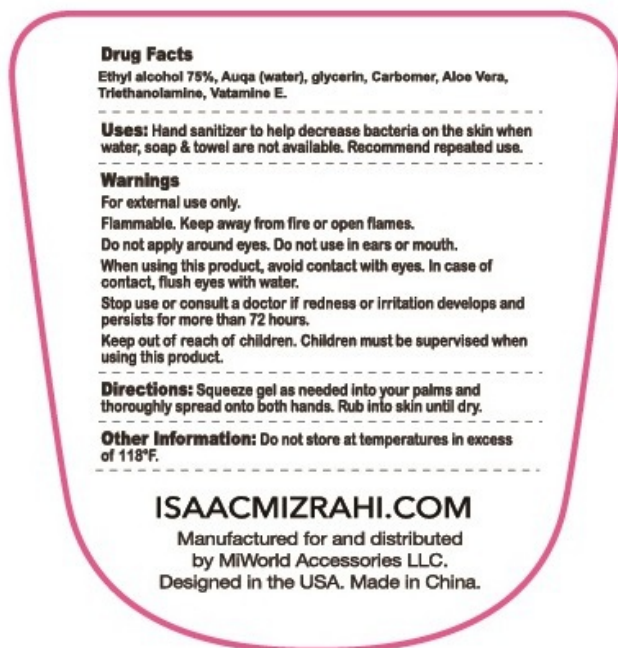 Drug Facts
Ethyl alcohol 75%, Auqa (water), glycerin, Carbomer, Aloe Vera,
Triethanolamine, Vatamine E.
Uses: Hand sanitizer to help decrease bacteria on the skin when
water, soap & towel are not available. Recommend repeated use.
Warnings
For external use only.
Flammable. Keep away from fire or open flames.
Do not apply around eyes. Do not use in ears or mouth.
When using this product, avoid contact with eyes. In case of
contact, flush eyes with water.
Stop use or consult a doctor if redness or irritation develops and
persists for more than 72 hours.
Keep out of reach of children. Children must be supervised when
using this product.
Directions: Squeeze gel as needed into your palms and
thoroughly spread onto both hands. Rub into skin until dry.
Other Information: Do not store at temperatures in excess
of 118°F.
ISAACMIZRAHI.COM
Manufactured for and distributed
by MiWorld Accessories LLC.
Designed in the USA. Made in China.